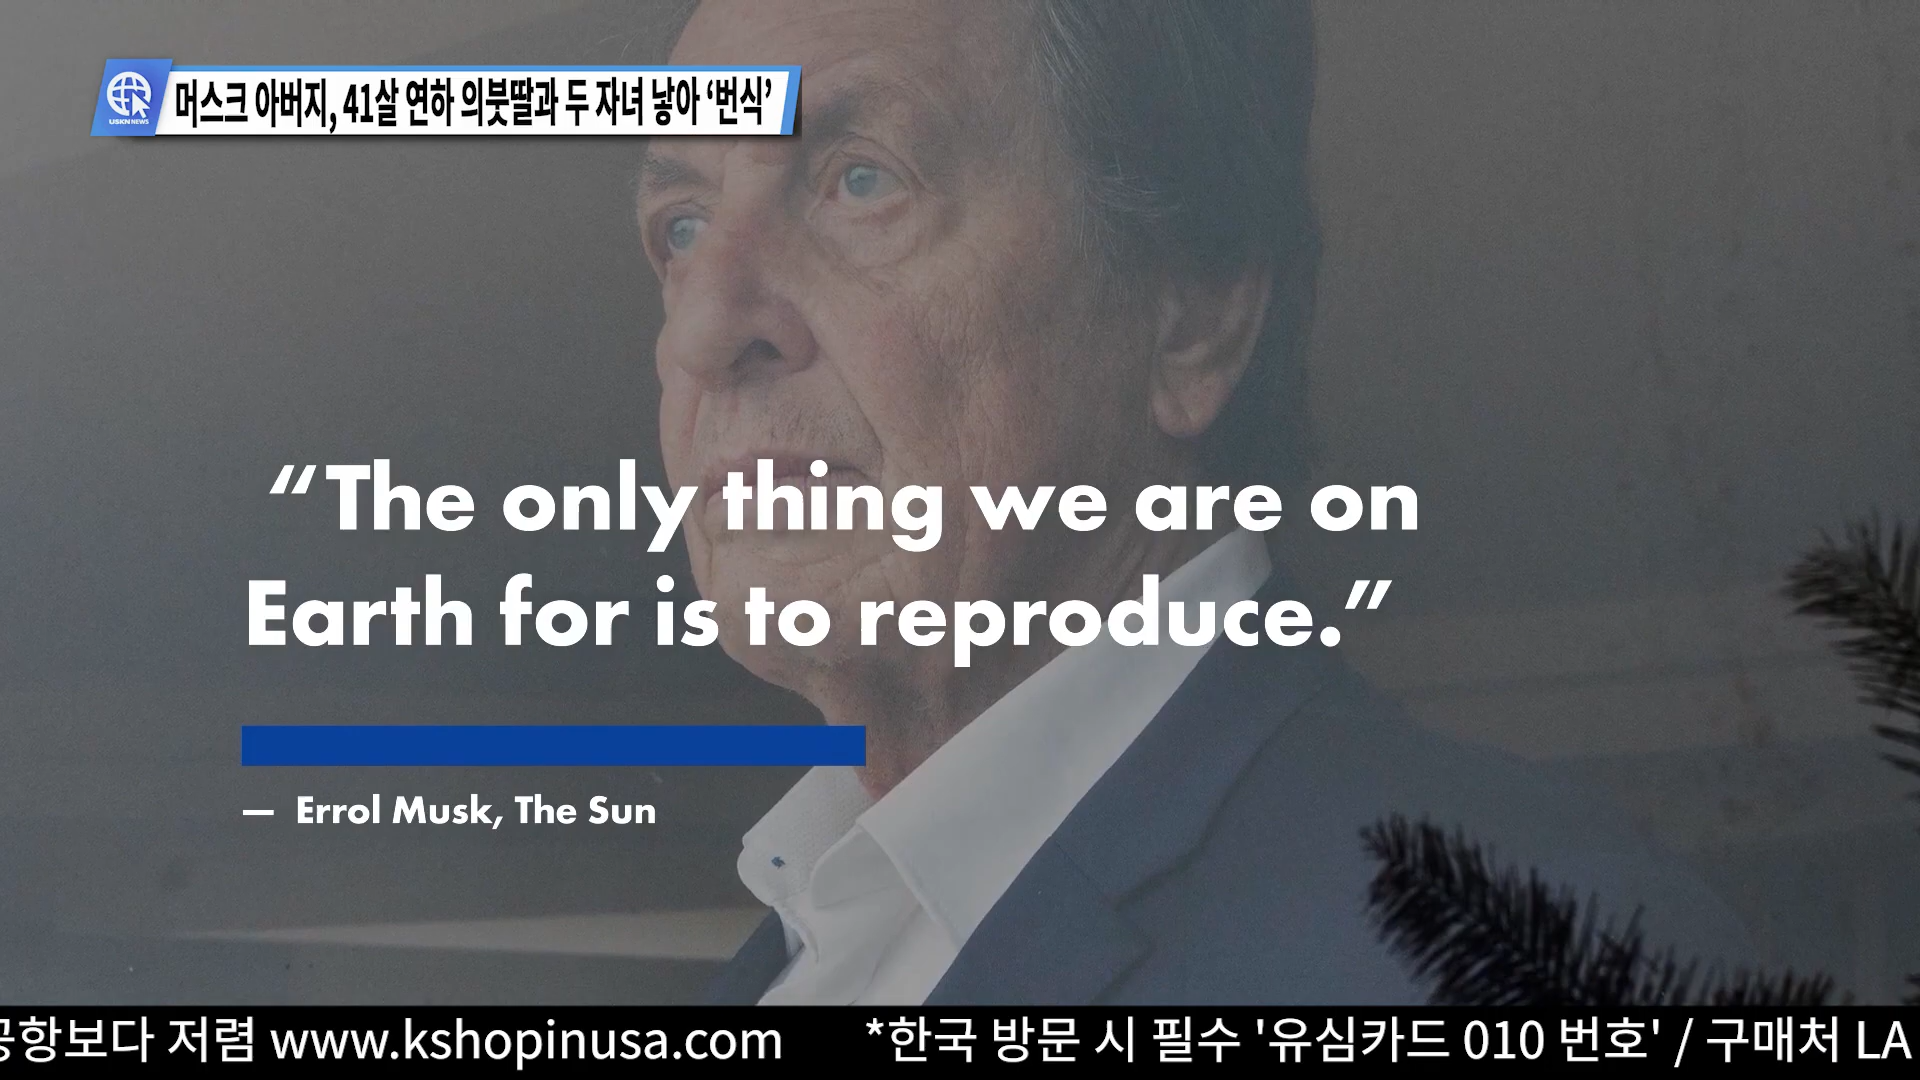 USKN NEWS
머스크 아버지, 41살 연하 의붓딸과 두 자녀 낳아 ‘번식’
“The only thing we are on
Earth for is to reproduce.”
— Errol Musk, The Sun
공항보다 저렴 www.kshopinusa.com *한국 방문 시 필수 '유심카드 010 번호' / 구매처 LA